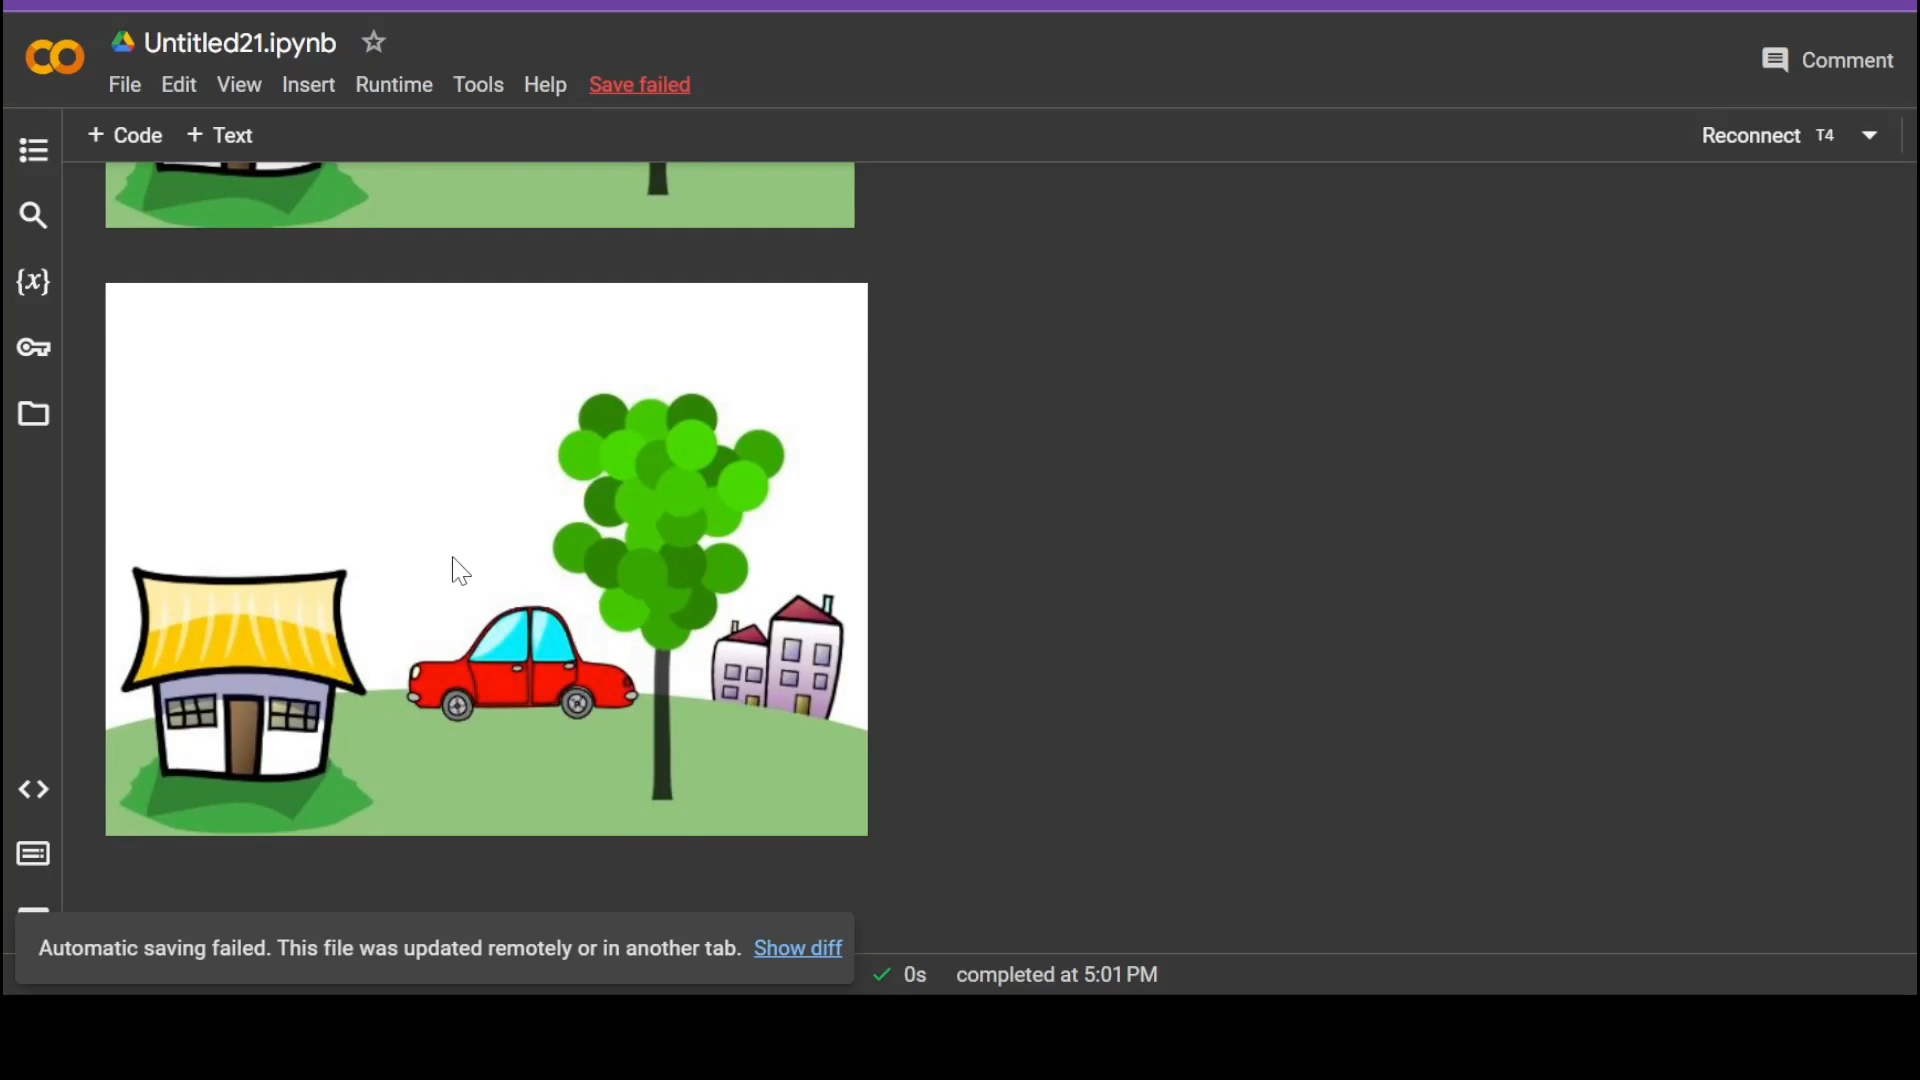 Untitled21.ipynb
Comment
File Edit View Insert Runtime Tools Help Save failed
+ Code + Text
Reconnect T4
{x}
Automatic saving failed. This file was updated remotely or in another tab. Show diff
0s completed at 5:01 PM